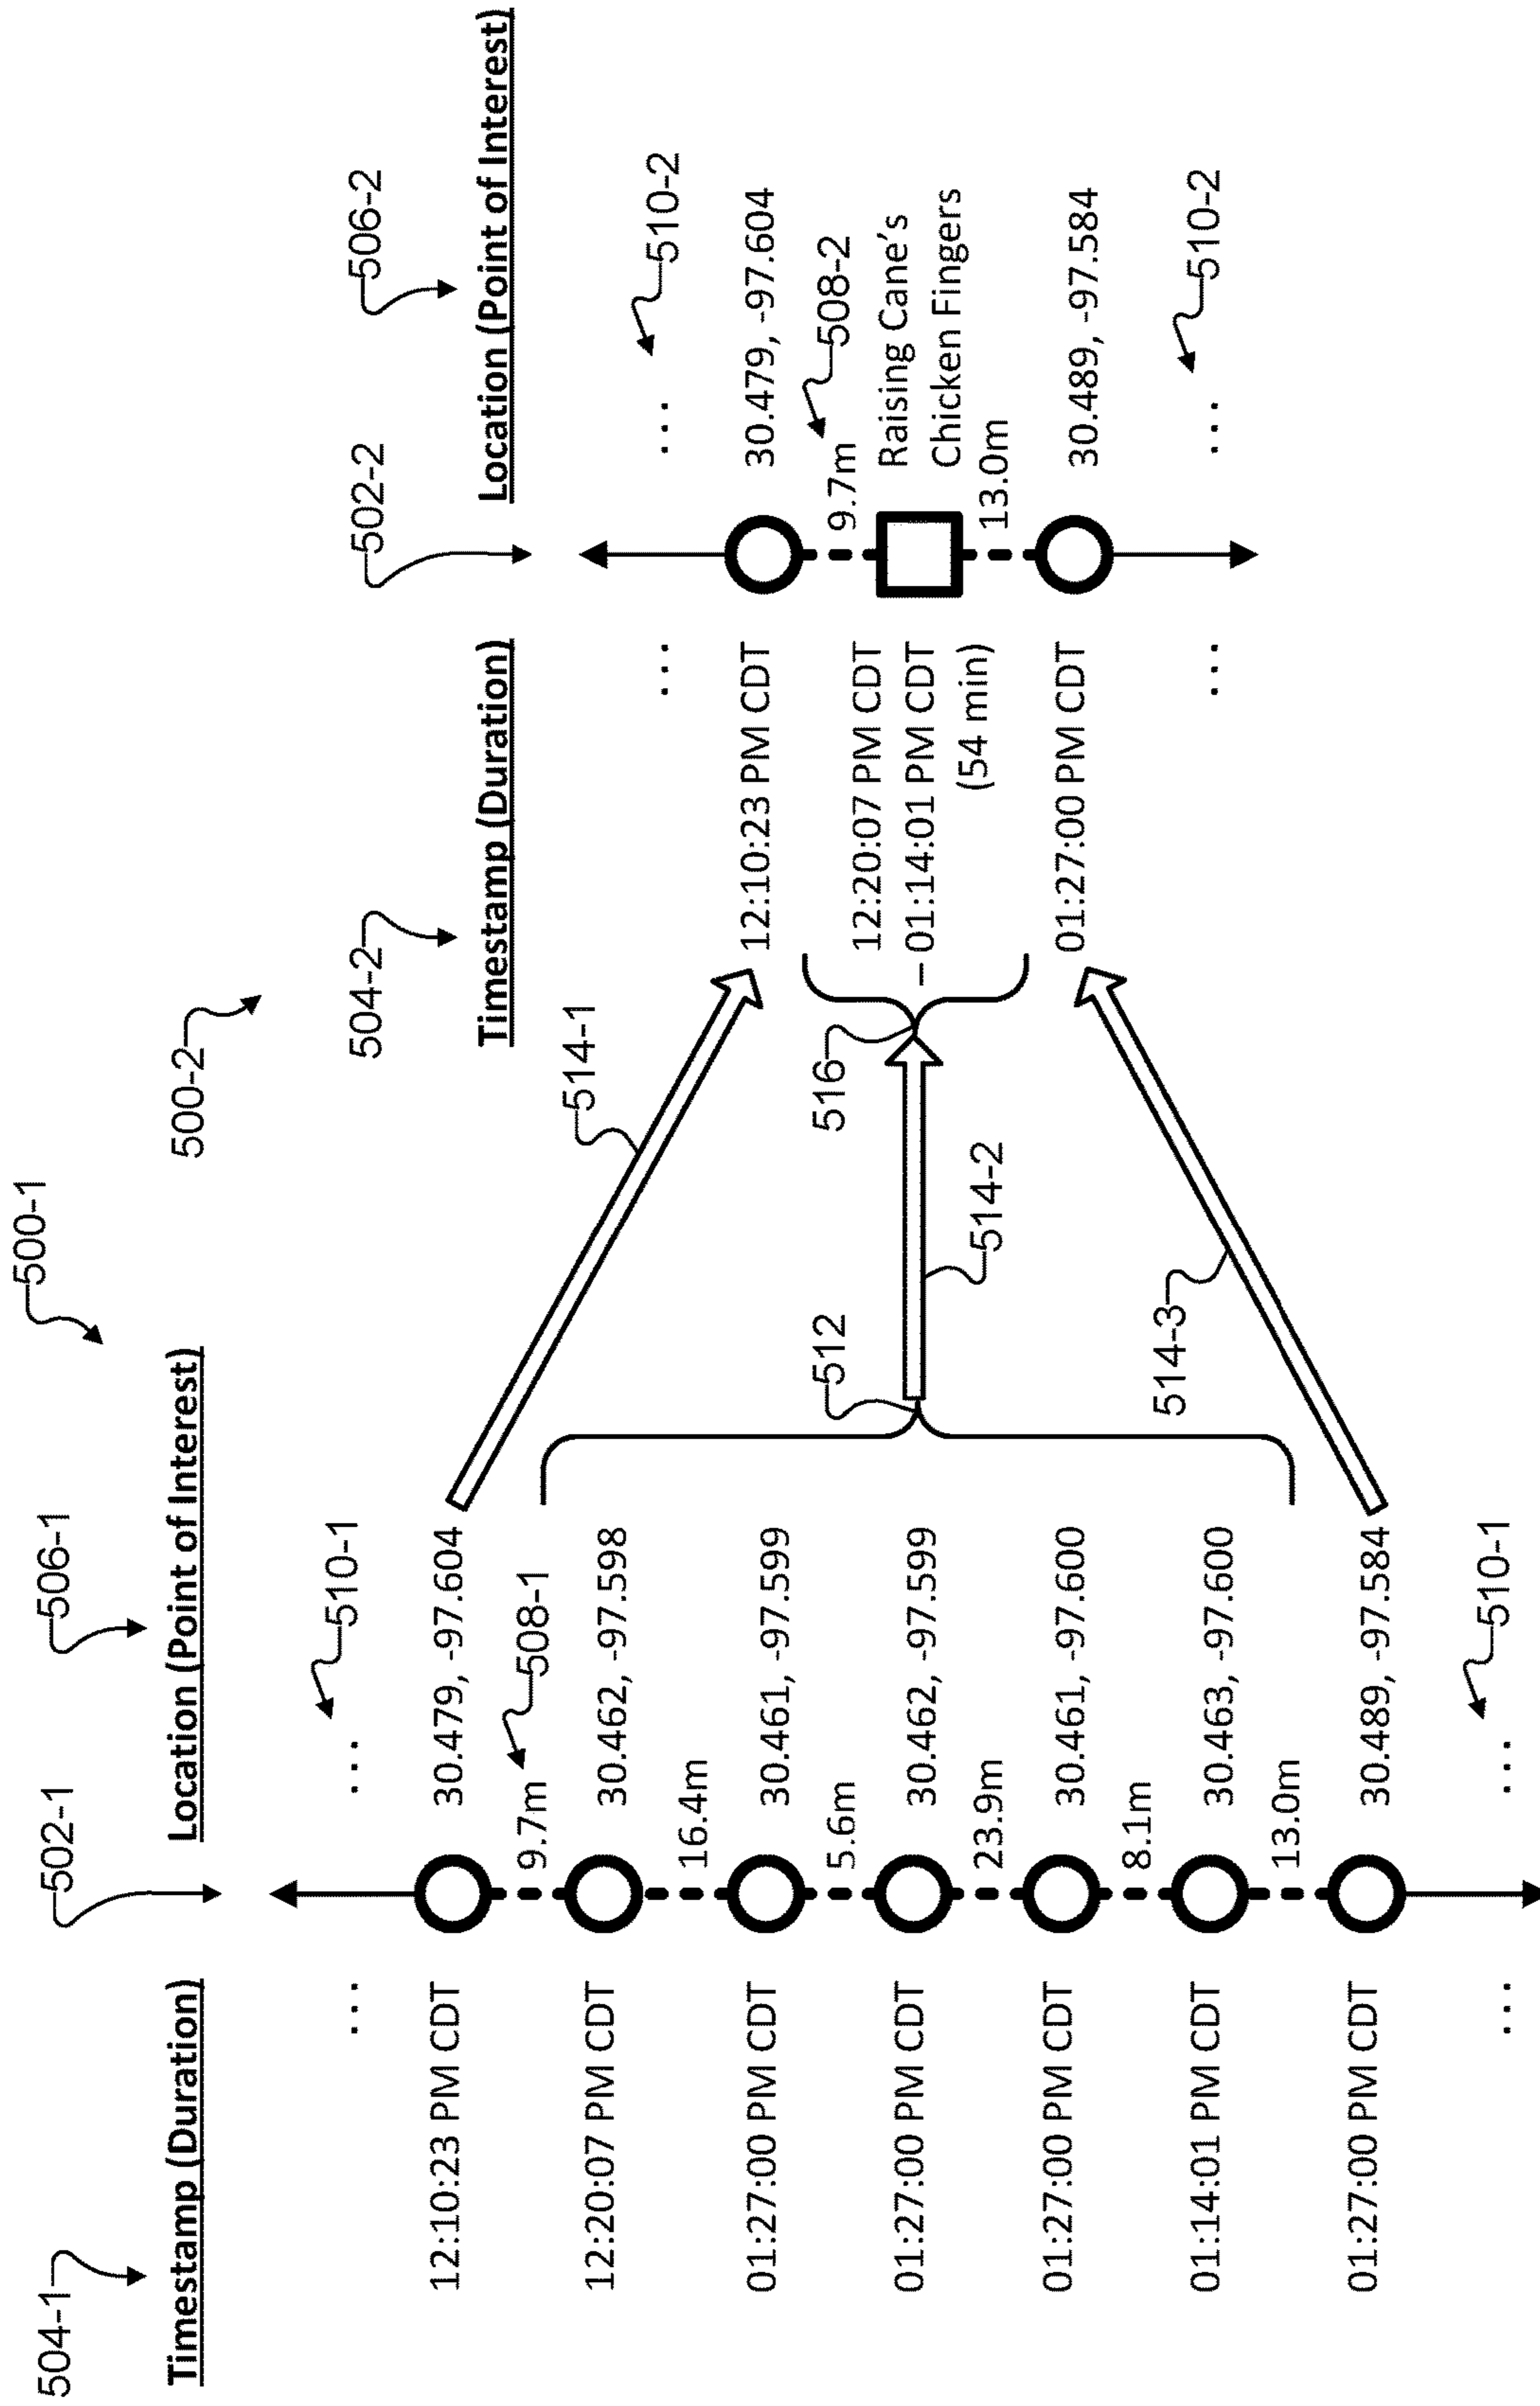 500-1
504-1
502-1
506-1
Timestamp (Duration)
Location (Point of Interest)
...
...
510-1
12:10:23 PM CDT
30.479, -97.604
9.7m
508-1
12:20:07 PM CDT
30.462, -97.598
16.4m
01:27:00 PM CDT
30.461, -97.599
5.6m
01:27:00 PM CDT
30.462, -97.599
23.9m
01:27:00 PM CDT
30.461, -97.600
8.1m
01:14:01 PM CDT
30.463, -97.600
13.0m
01:27:00 PM CDT
30.489, -97.584
...
...
510-1
514-1
512
514-2
516
514-3
500-2
504-2
502-2
506-2
Timestamp (Duration)
Location (Point of Interest)
...
...
510-2
12:10:23 PM CDT
30.479, -97.604
9.7m
508-2
12:20:07 PM CDT
Raising Cane's
– 01:14:01 PM CDT
Chicken Fingers
(54 min)
13.0m
01:27:00 PM CDT
30.489, -97.584
...
...
510-2